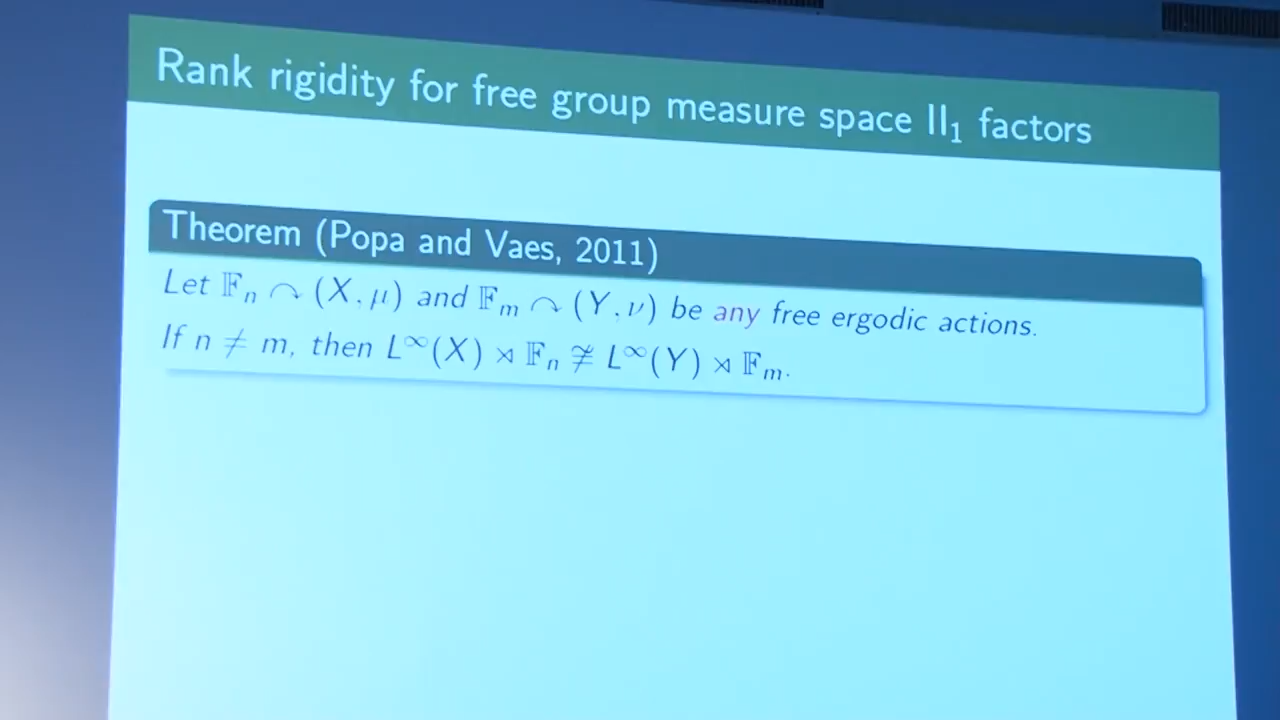 Rank rigidity for free group measure space II₁ factors
Theorem (Popa and Vaes, 2011)
Let 𝔽ₙ ↷ (X, μ) and 𝔽ₘ ↷ (Y, ν) be any free ergodic actions.
If n ≠ m, then L^∞(X) ⋊ 𝔽ₙ ≇ L^∞(Y) ⋊ 𝔽ₘ.